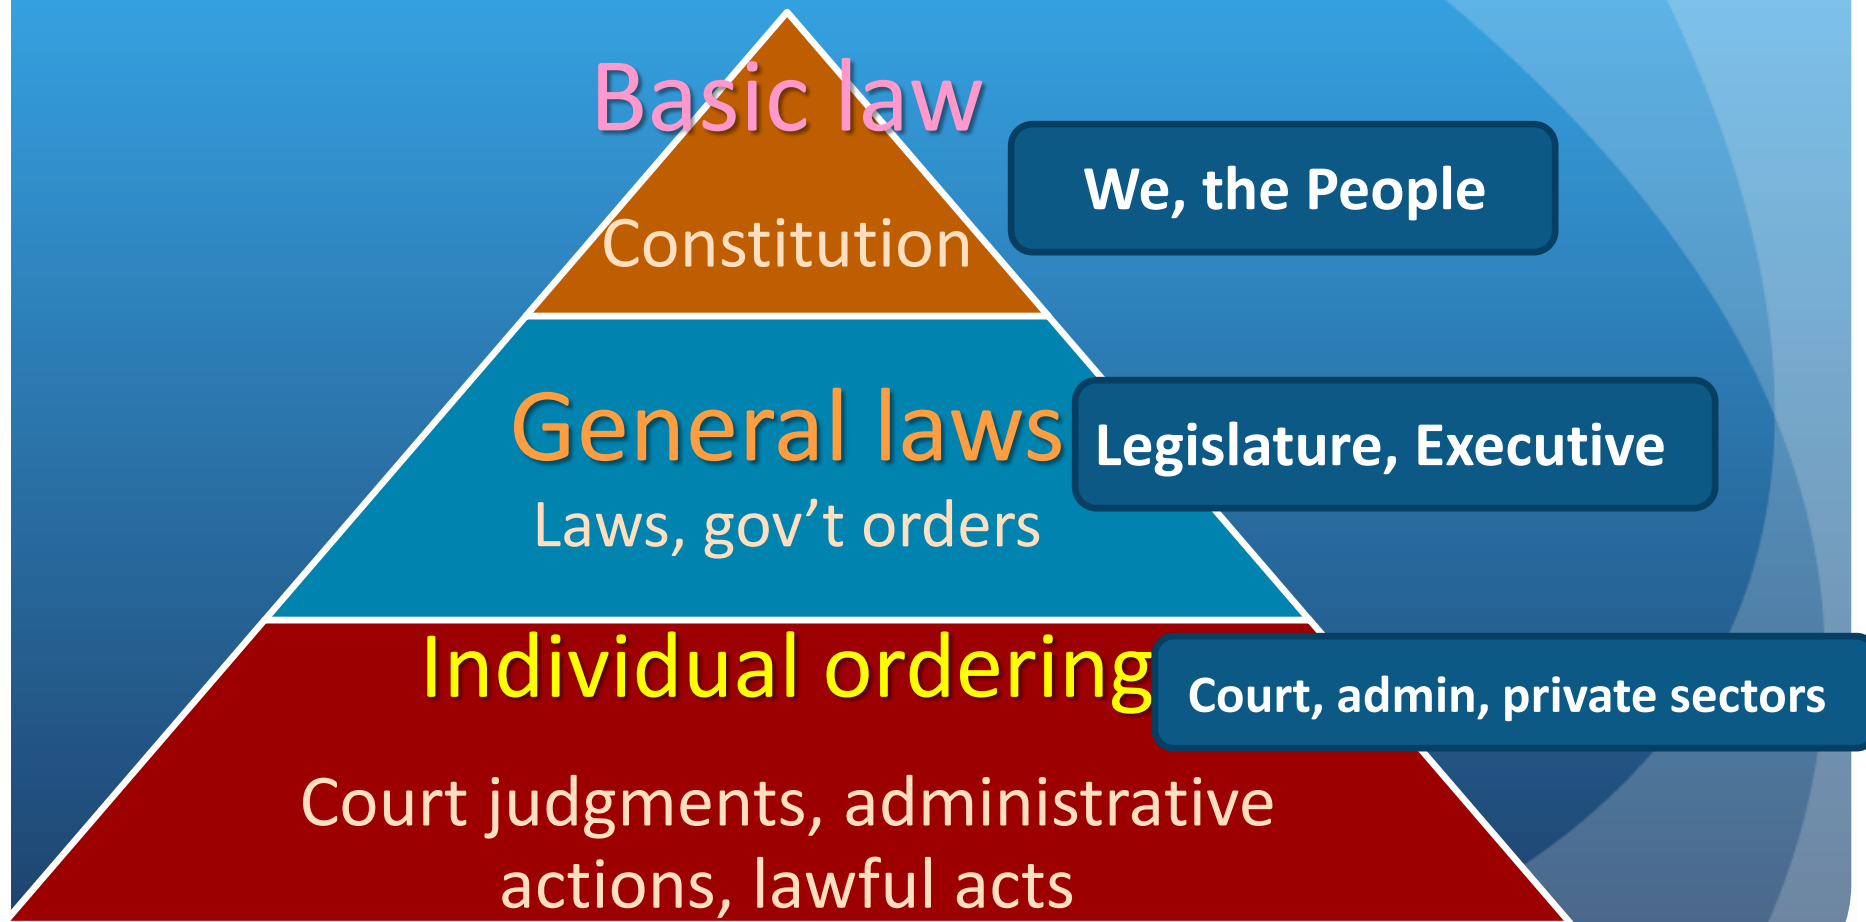 Basic law
We, the People
Constitution
General laws
Legislature, Executive
Laws, gov’t orders
Individual ordering
Court, admin, private sectors
Court judgments, administrative
actions, lawful acts